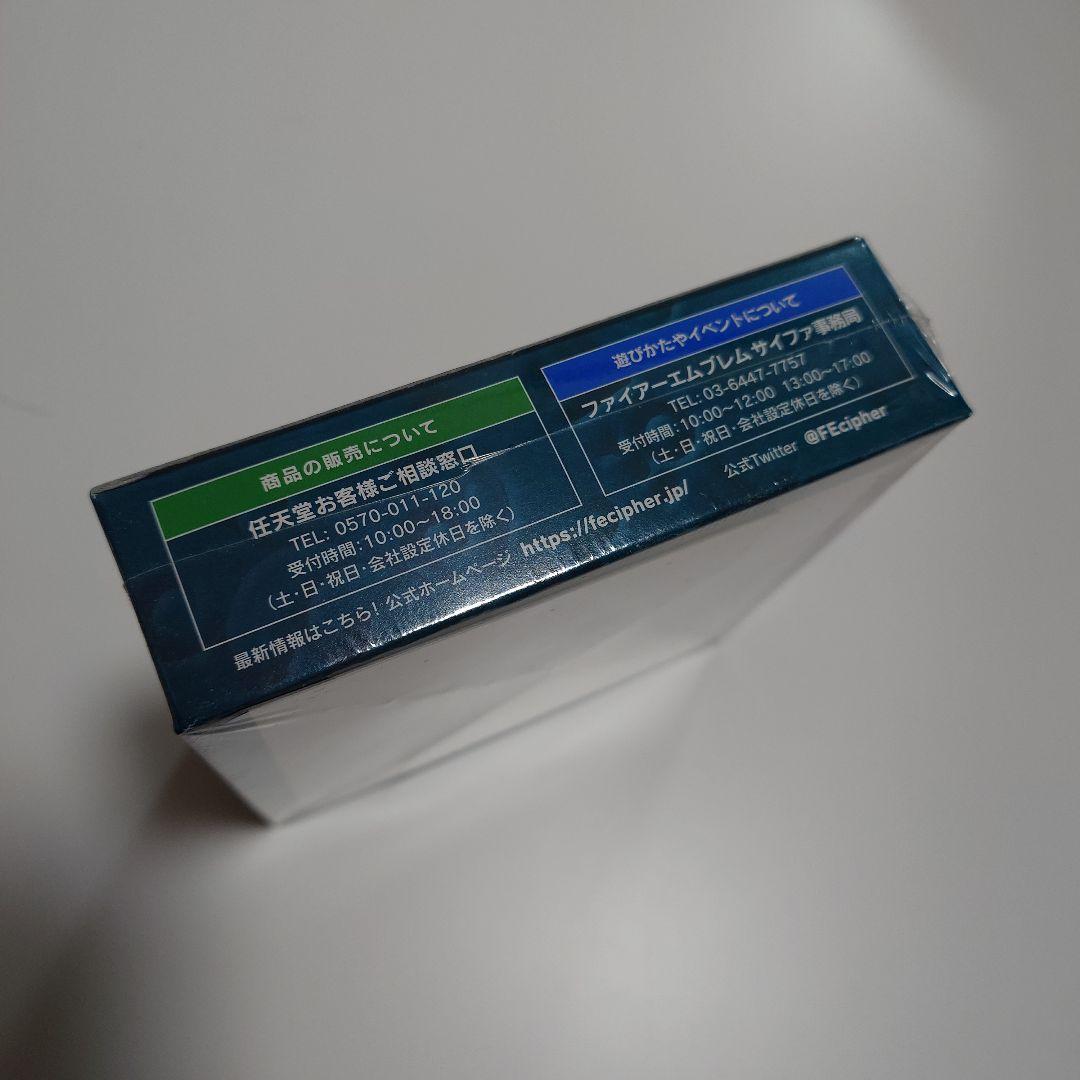 商品の販売について
任天堂お客様ご相談窓口
TEL: 0570-011-120
受付時間:10:00～18:00
(土・日・祝日・会社設定休日を除く)
遊びかたやイベントについて
ファイアーエムブレムサイファ事務局
TEL: 03-6447-7757
受付時間:10:00～12:00 13:00～17:00
(土・日・祝日・会社設定休日を除く)
最新情報はこちら! 公式ホームページ https://fecipher.jp/ 公式Twitter @FEcipher